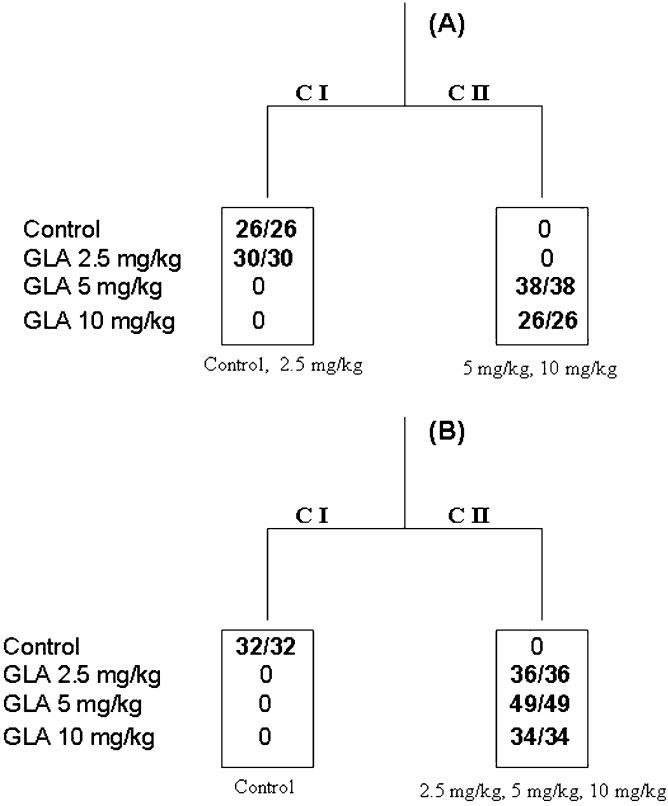 (A)
C I C II
Control 26/26 0
GLA 2.5 mg/kg 30/30 0
GLA 5 mg/kg 0 38/38
GLA 10 mg/kg 0 26/26
Control, 2.5 mg/kg 5 mg/kg, 10 mg/kg
(B)
C I C II
Control 32/32 0
GLA 2.5 mg/kg 0 36/36
GLA 5 mg/kg 0 49/49
GLA 10 mg/kg 0 34/34
Control 2.5 mg/kg, 5 mg/kg, 10 mg/kg